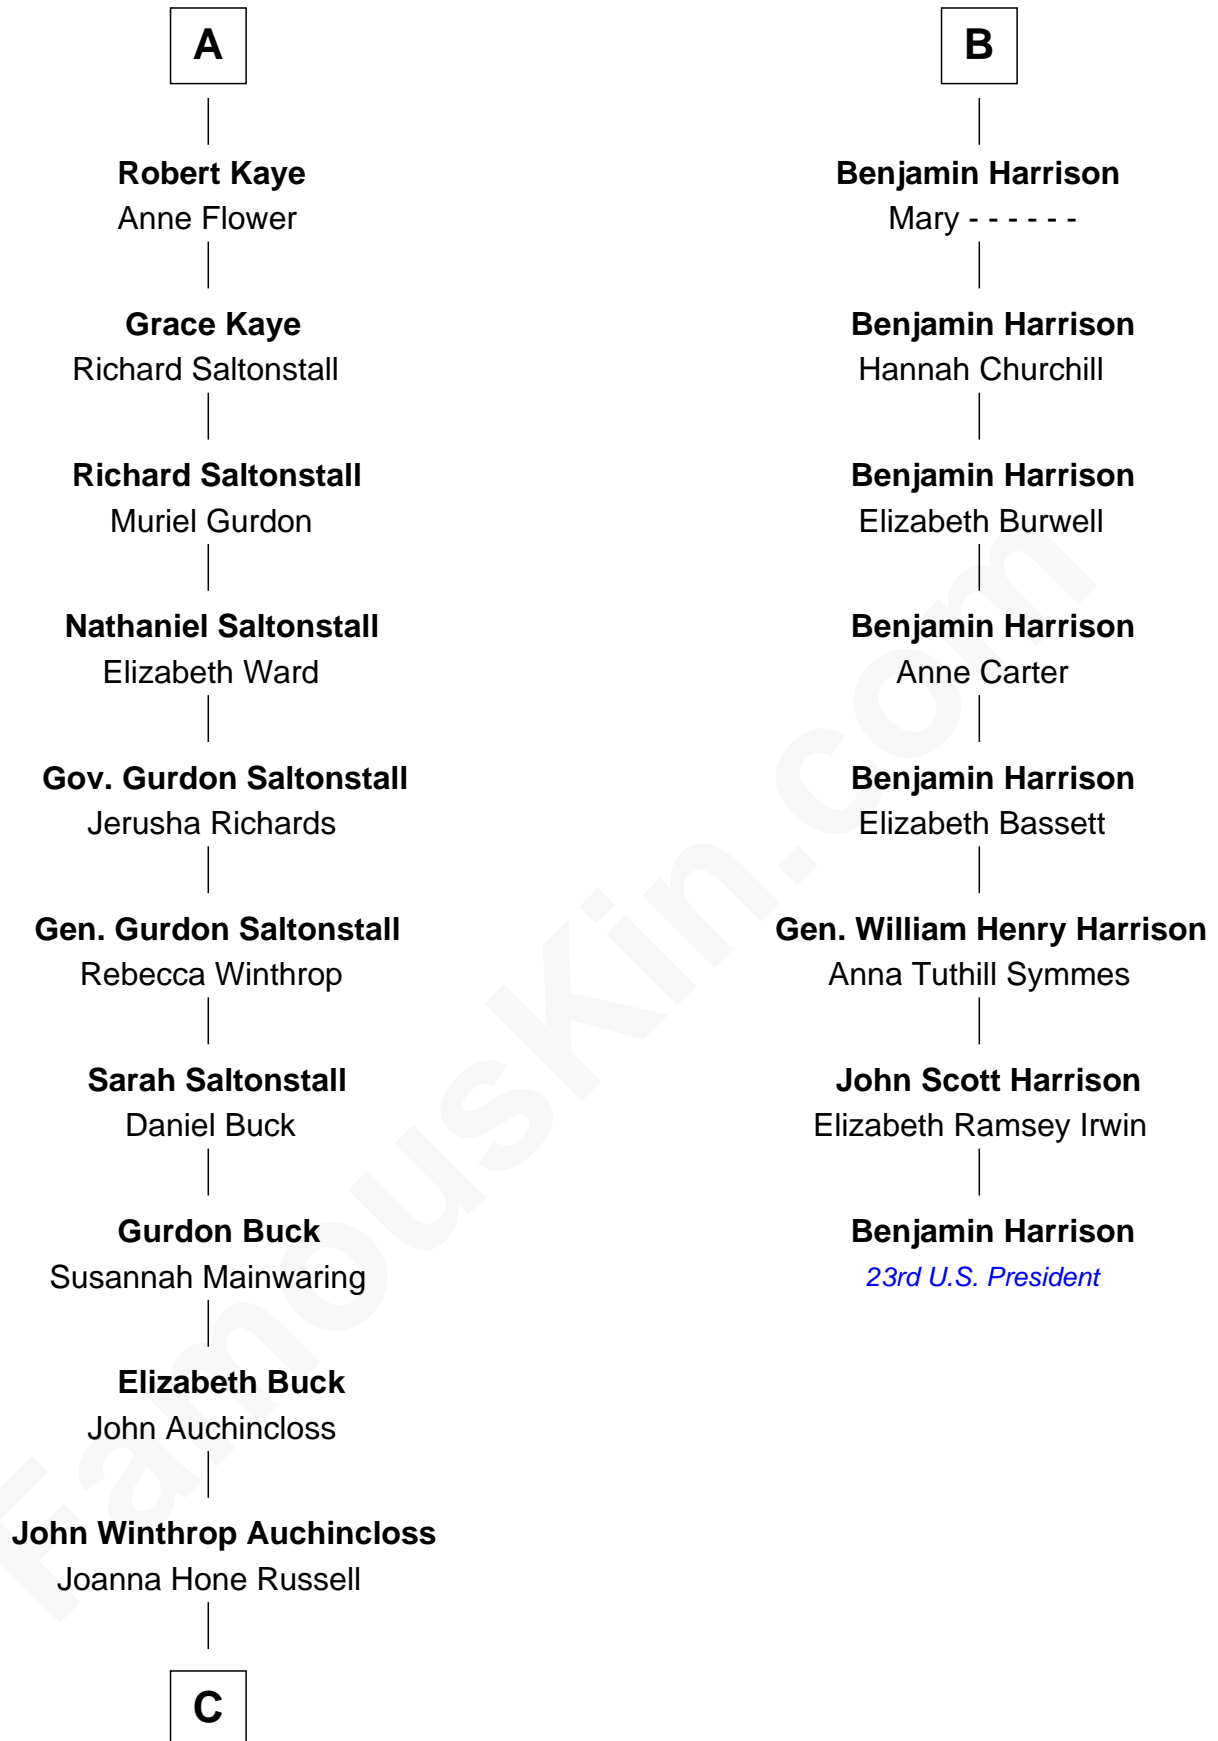 A
Robert Kaye
Anne Flower
Grace Kaye
Richard Saltonstall
Richard Saltonstall
Muriel Gurdon
Nathaniel Saltonstall
Elizabeth Ward
Gov. Gurdon Saltonstall
Jerusha Richards
Gen. Gurdon Saltonstall
Rebecca Winthrop
Sarah Saltonstall
Daniel Buck
Gurdon Buck
Susannah Mainwaring
Elizabeth Buck
John Auchincloss
John Winthrop Auchincloss
Joanna Hone Russell
C
B
Benjamin Harrison
Mary - - - - - -
Benjamin Harrison
Hannah Churchill
Benjamin Harrison
Elizabeth Burwell
Benjamin Harrison
Anne Carter
Benjamin Harrison
Elizabeth Bassett
Gen. William Henry Harrison
Anna Tuthill Symmes
John Scott Harrison
Elizabeth Ramsey Irwin
Benjamin Harrison
23rd U.S. President
FamousKin.com